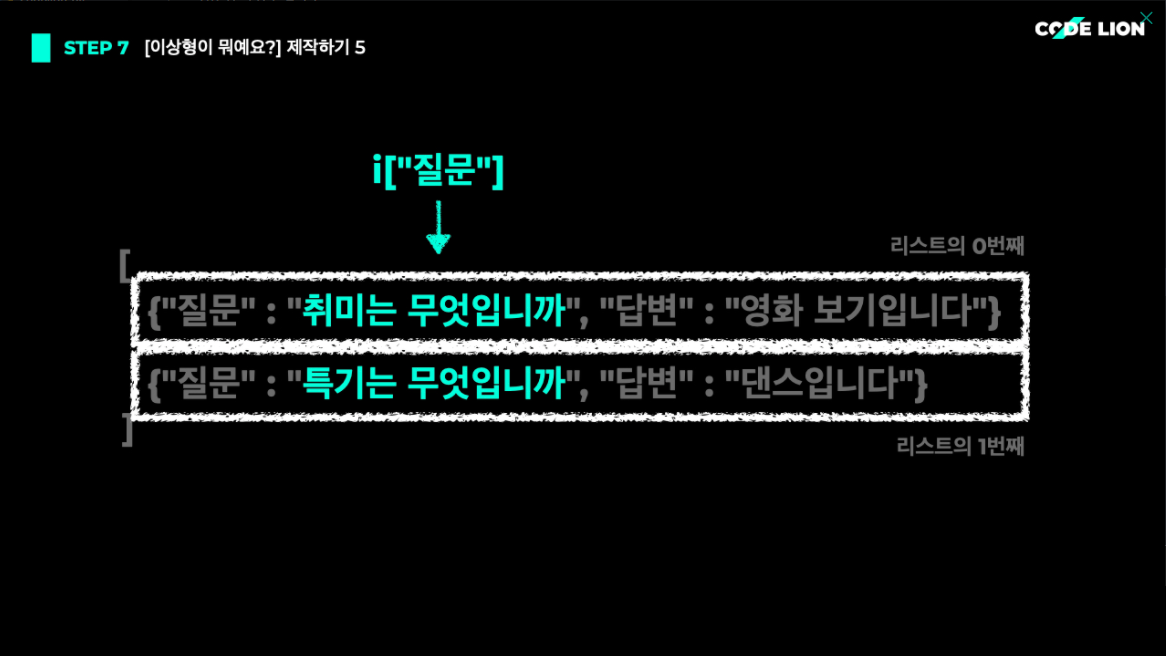 STEP 7 [이상형이 뭐예요?] 제작하기 5
CODE LION
i["질문"]
리스트의 0번째
[
{"질문" : "취미는 무엇입니까", "답변" : "영화 보기입니다"}
{"질문" : "특기는 무엇입니까", "답변" : "댄스입니다"}
]
리스트의 1번째